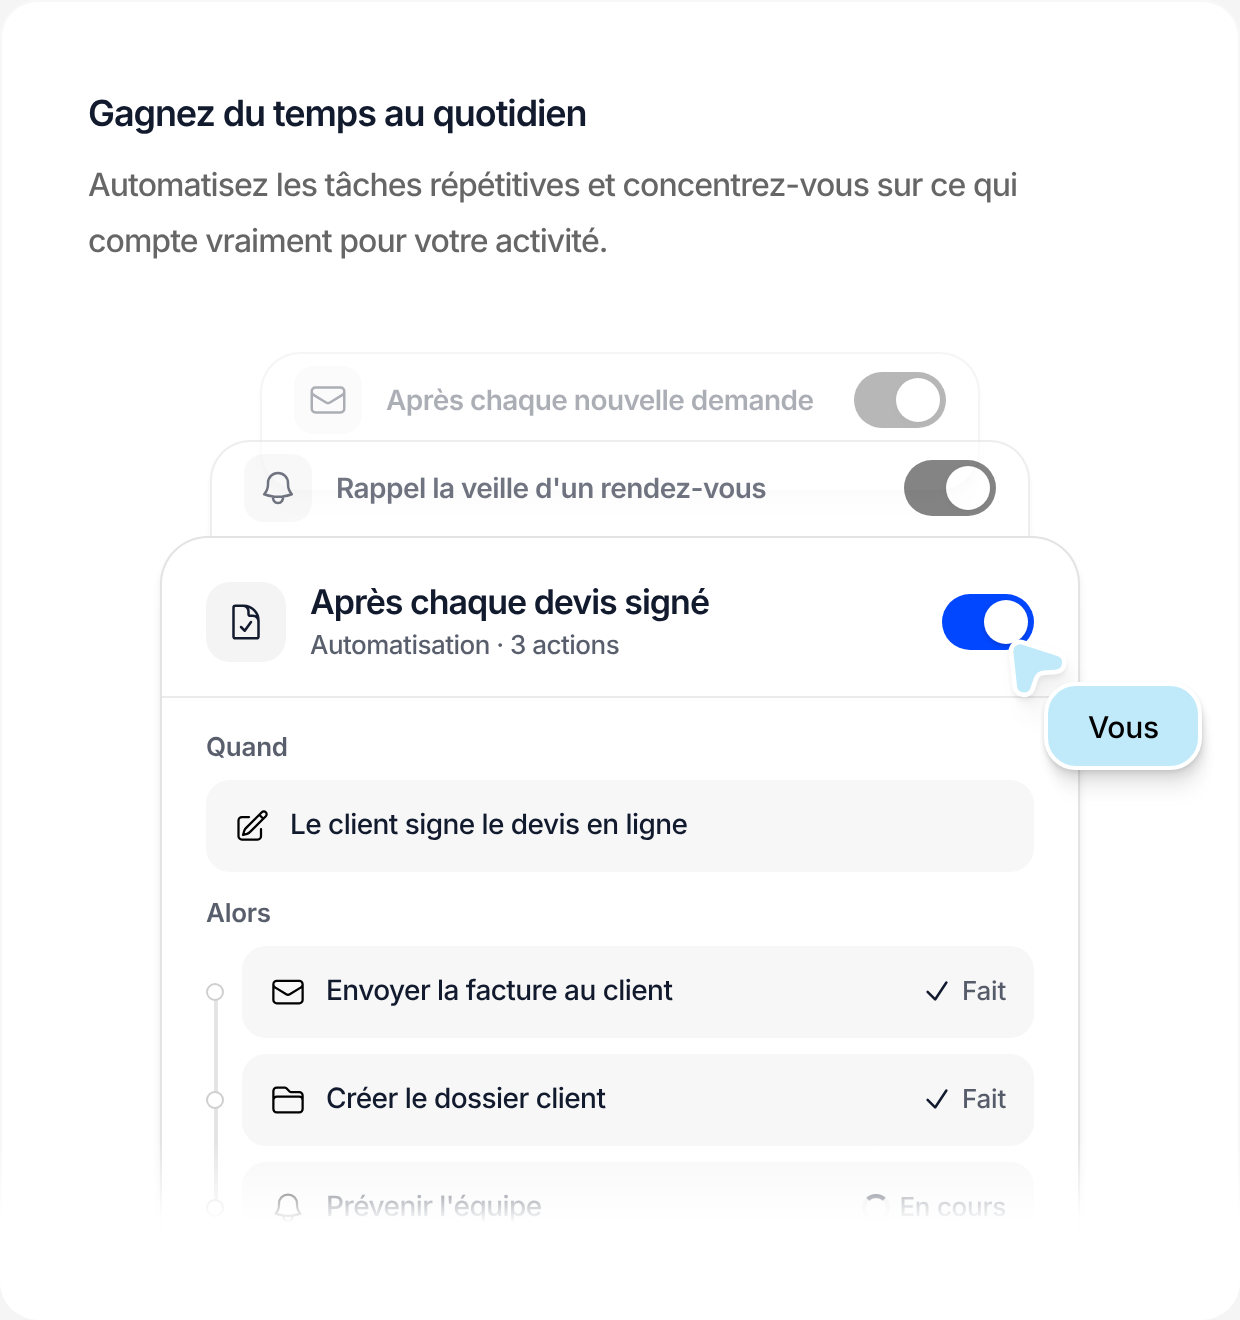 Gagnez du temps au quotidien
Automatisez les tâches répétitives et concentrez-vous sur ce qui
compte vraiment pour votre activité.
Après chaque nouvelle demande
Rappel la veille d'un rendez-vous
Après chaque devis signé
Automatisation · 3 actions
Vous
Quand
Le client signe le devis en ligne
Alors
Envoyer la facture au client
Fait
Créer le dossier client
Fait
Prévenir l'équipe
En cours